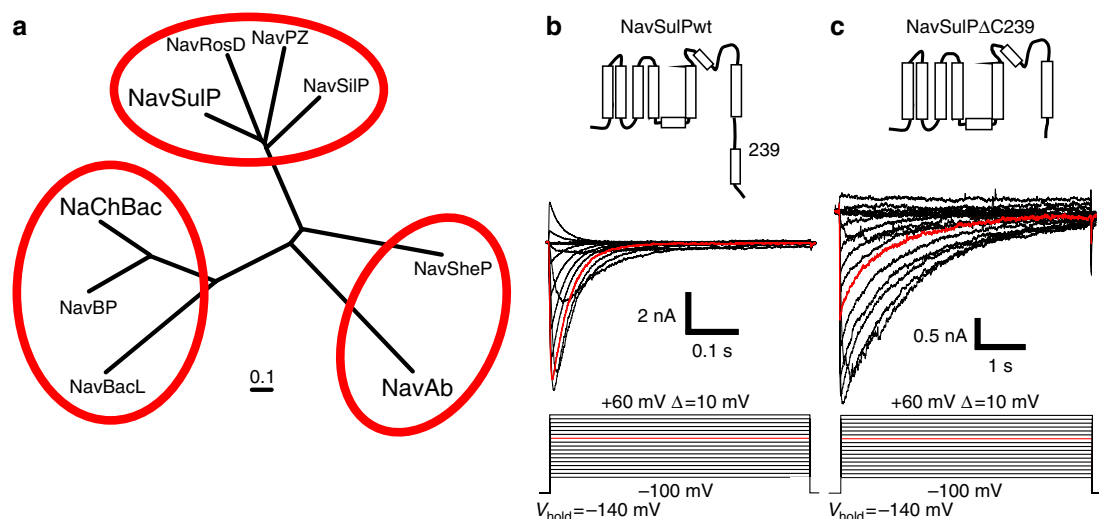 a
NavRosD
NavPZ
NavSulP
NavSilP
NaChBac
NavBP
NavBacL
NavSheP
NavAb
0.1
b
NavSulPwt
239
2 nA
0.1 s
+60 mV Δ=10 mV
−100 mV
Vhold=−140 mV
c
NavSulPΔC239
0.5 nA
1 s
+60 mV Δ=10 mV
−100 mV
Vhold=−140 mV